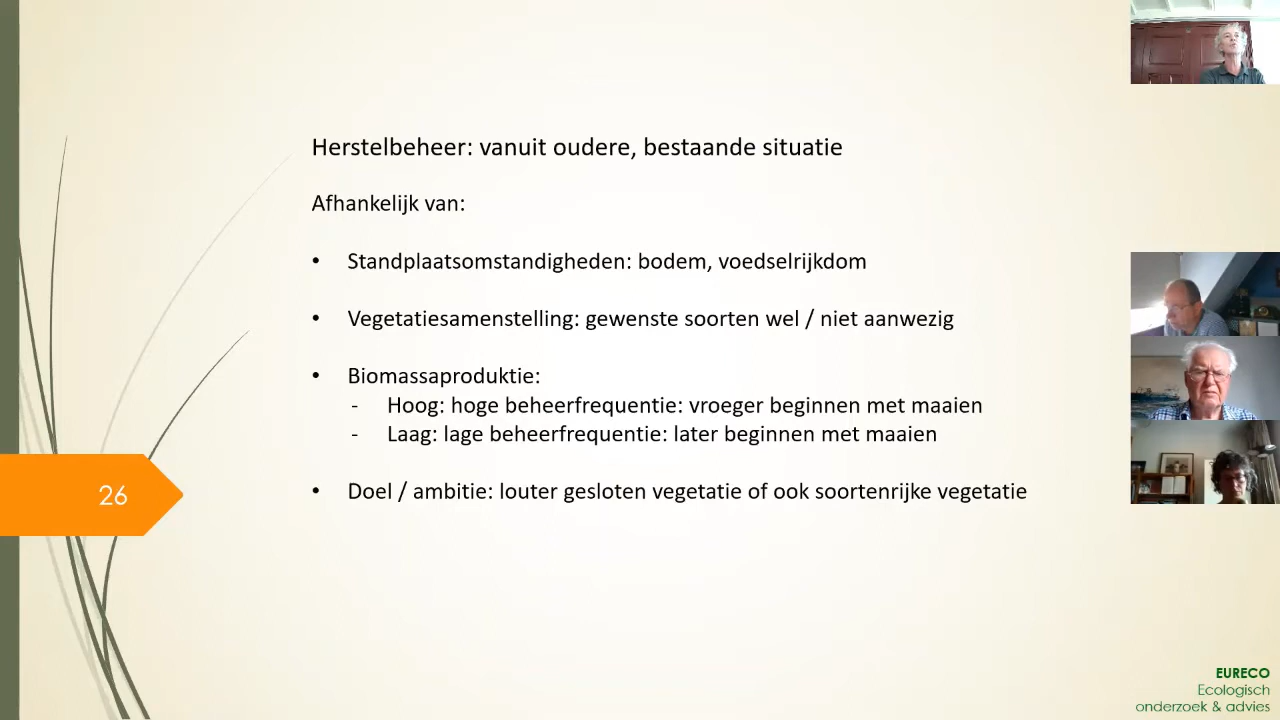 Herstelbeheer: vanuit oudere, bestaande situatie
Afhankelijk van:
• Standplaatsomstandigheden: bodem, voedselrijkdom
• Vegetatiesamenstelling: gewenste soorten wel / niet aanwezig
• Biomassaproduktie:
- Hoog: hoge beheerfrequentie: vroeger beginnen met maaien
- Laag: lage beheerfrequentie: later beginnen met maaien
• Doel / ambitie: louter gesloten vegetatie of ook soortenrijke vegetatie
26
EURECO
Ecologisch
onderzoek & advies